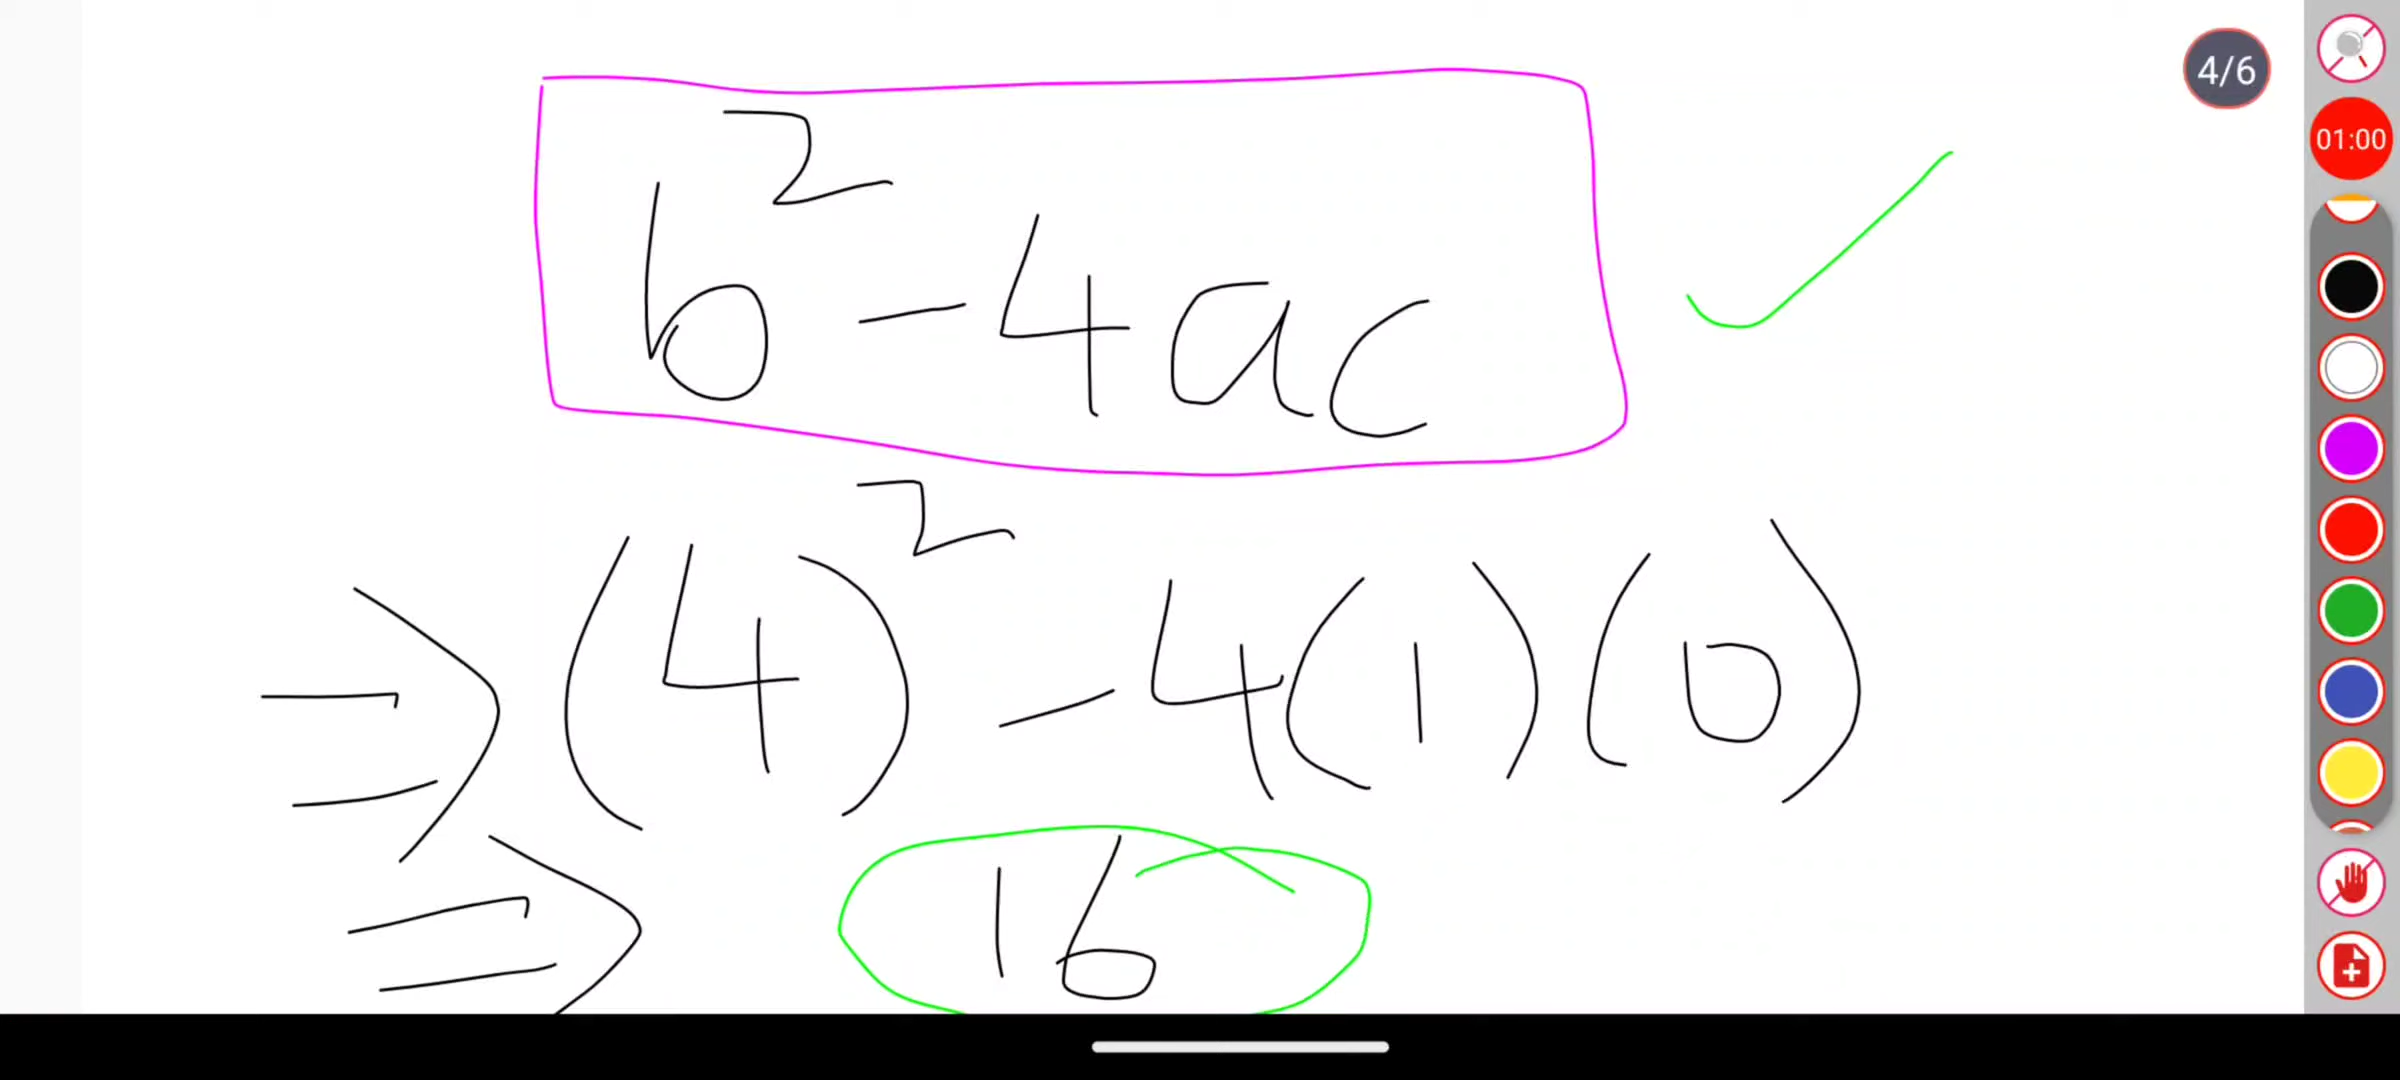 4/6
01:00
b² - 4ac
⇒ (4)² - 4(1)(0)
⇒ 16